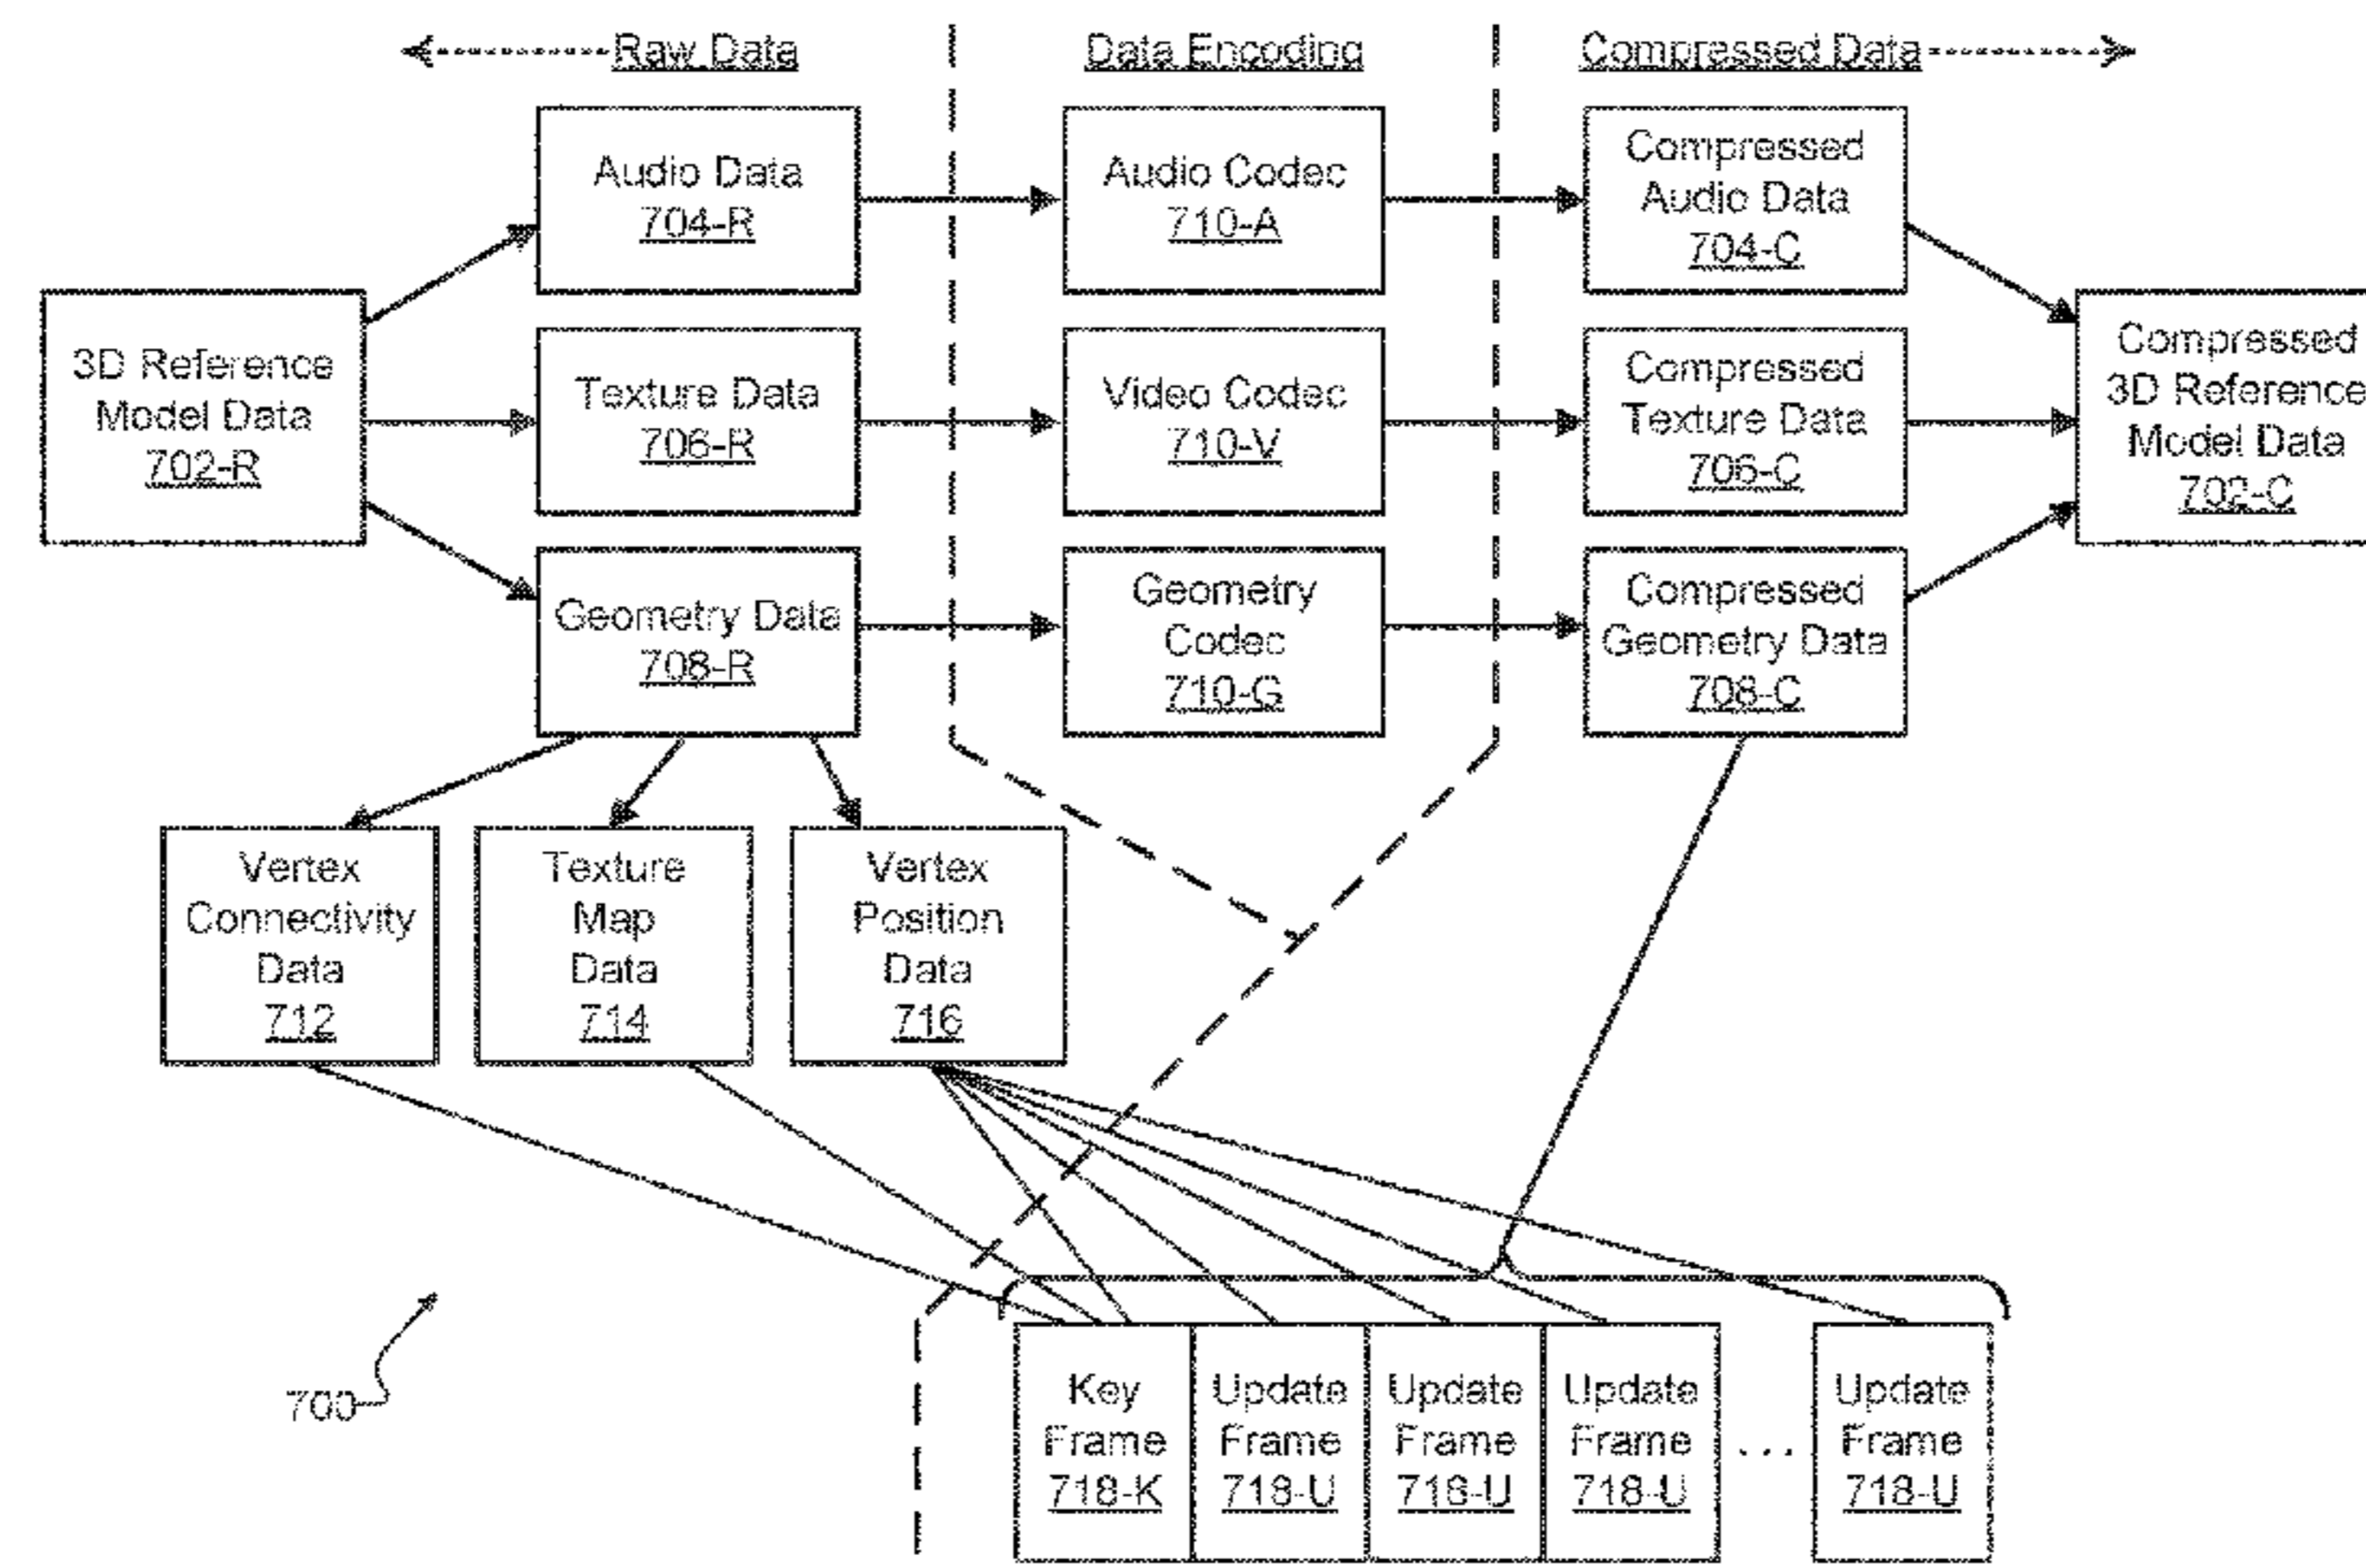 Raw Data
Data Encoding
Compressed Data
3D Reference
Model Data
702-R
Audio Data
704-R
Audio Codec
710-A
Compressed
Audio Data
704-C
Texture Data
706-R
Video Codec
710-V
Compressed
Texture Data
706-C
Compressed
3D Reference
Model Data
702-C
Geometry Data
708-R
Geometry
Codec
710-G
Compressed
Geometry Data
708-C
Vertex
Connectivity
Data
712
Texture
Map
Data
714
Vertex
Position
Data
716
700
Key
Frame
718-K
Update
Frame
718-U
Update
Frame
718-U
Update
Frame
718-U
...
Update
Frame
718-U